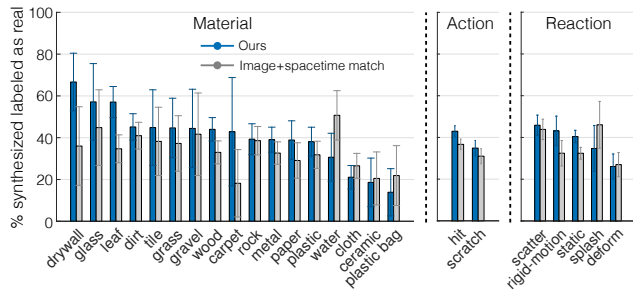 % synthesized labeled as real
100
80
60
40
20
0
Material
Ours
Image+spacetime match
drywall
glass
leaf
dirt
tile
grass
gravel
wood
carpet
rock
metal
paper
plastic
water
cloth
ceramic
plastic bag
Action
hit
scratch
Reaction
scatter
rigid-motion
static
splash
deform